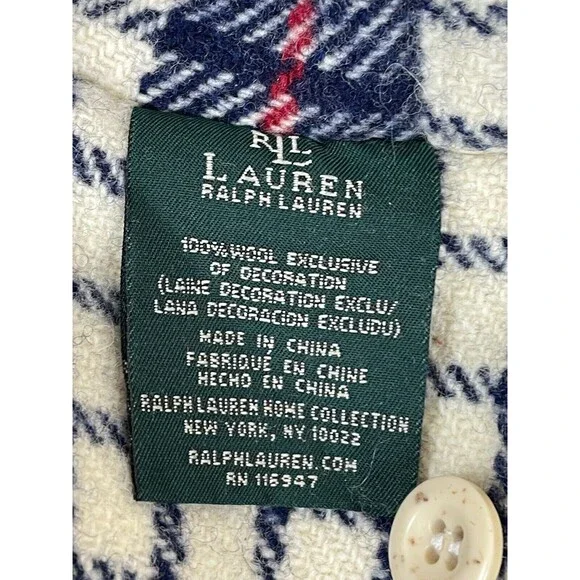 RLL
LAUREN
RALPH LAUREN
100% WOOL EXCLUSIVE
OF DECORATION
(LAINE DECORATION EXCLU/
LANA DECORACION EXCLUDU)
MADE IN CHINA
FABRIQUÉ EN CHINE
HECHO EN CHINA
RALPH LAUREN HOME COLLECTION
NEW YORK, NY 10022
RALPHLAUREN.COM
RN 116947